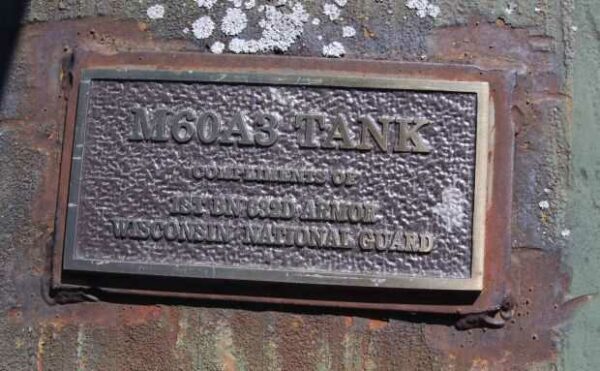 M60A3 TANK
COMPLIMENTS OF
1ST BN 632D ARMOR
WISCONSIN NATIONAL GUARD